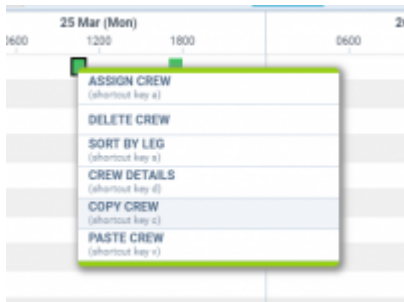 25 Mar (Mon)
2
0600 1200 1800 0600
ASSIGN CREW
(shortcut key a)
DELETE CREW
SORT BY LEG
(shortcut key s)
CREW DETAILS
(shortcut key d)
COPY CREW
(shortcut key c)
PASTE CREW
(shortcut key v)